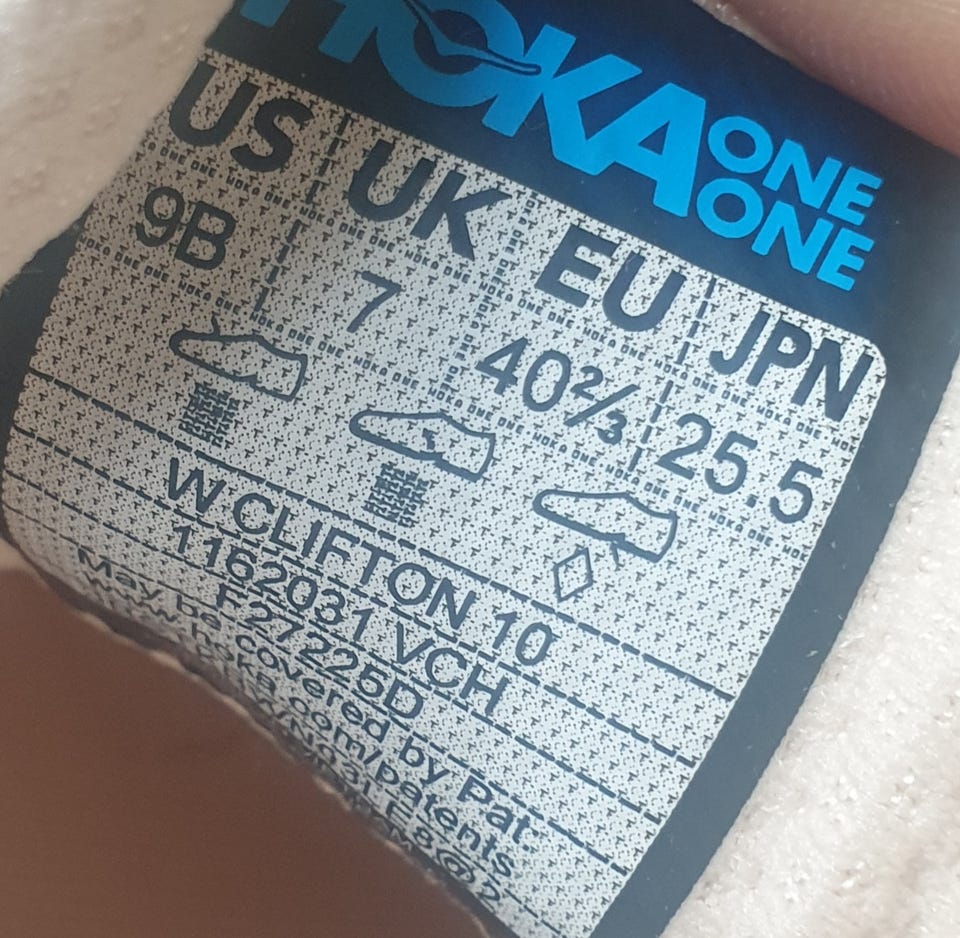 HOKA ONE ONE
US UK EU JPN
9B 7 40⅔ 25.5
W CLIFTON 10
1162031 VCH
F27225D
May be covered by Pat.
www.hoka.com/patents